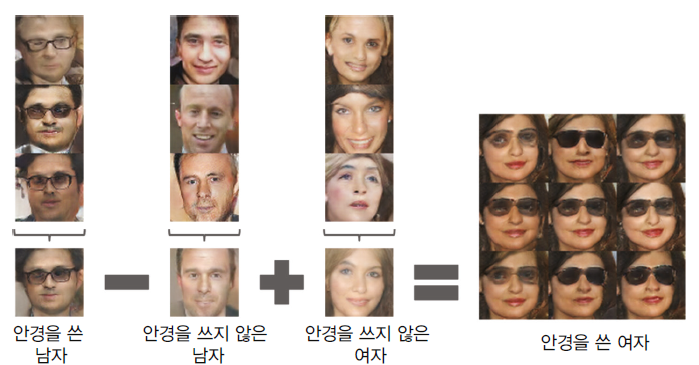 안경을 쓴
남자
안경을 쓰지 않은
남자
안경을 쓰지 않은
여자
안경을 쓴 여자